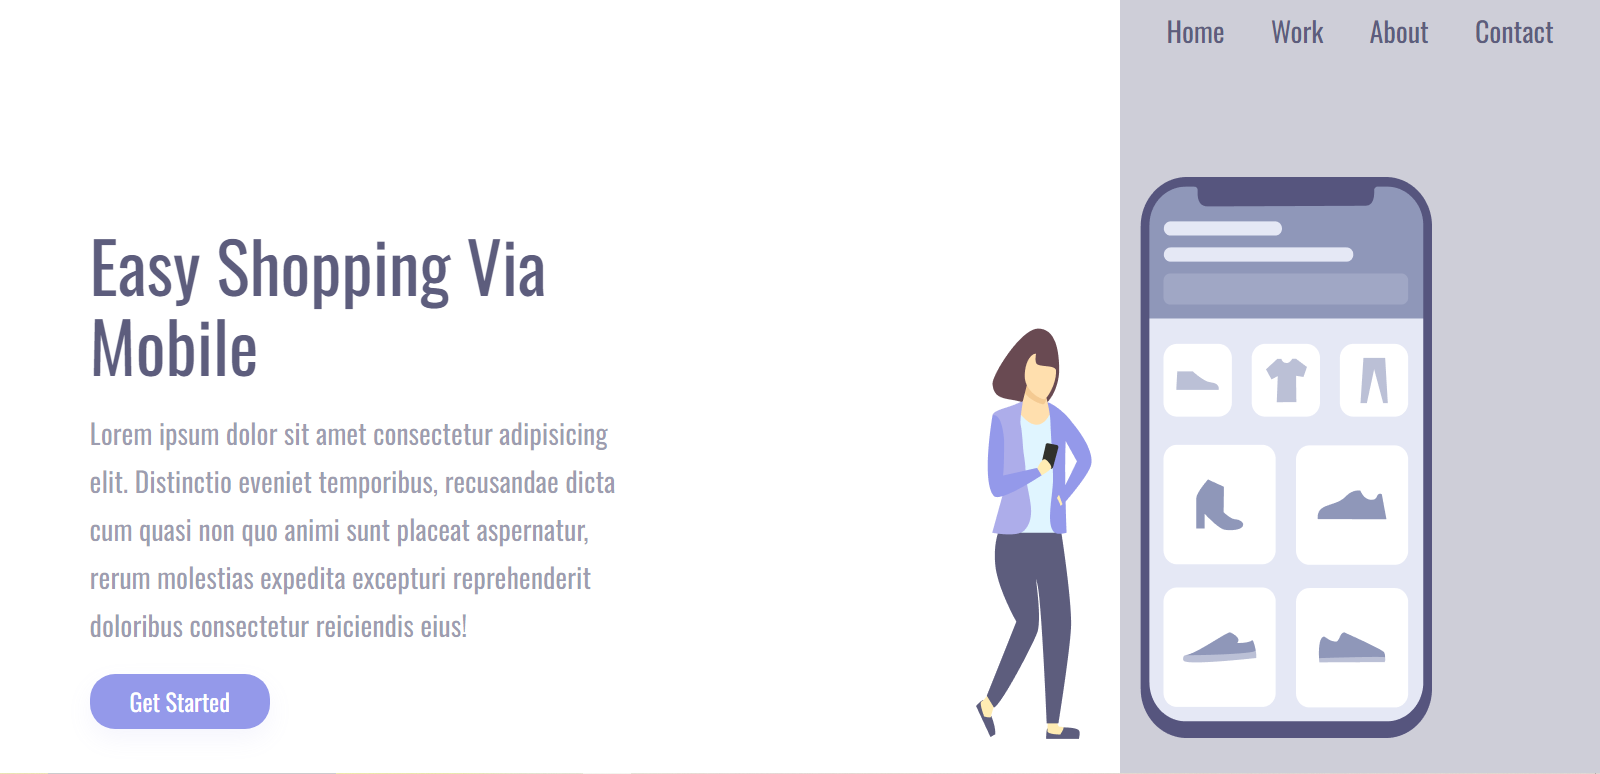 Home Work About Contact
Easy Shopping Via
Mobile
Lorem ipsum dolor sit amet consectetur adipisicing
elit. Distinctio eveniet temporibus, recusandae dicta
cum quasi non quo animi sunt placeat aspernatur,
rerum molestias expedita excepturi reprehenderit
doloribus consectetur reiciendis eius!
Get Started